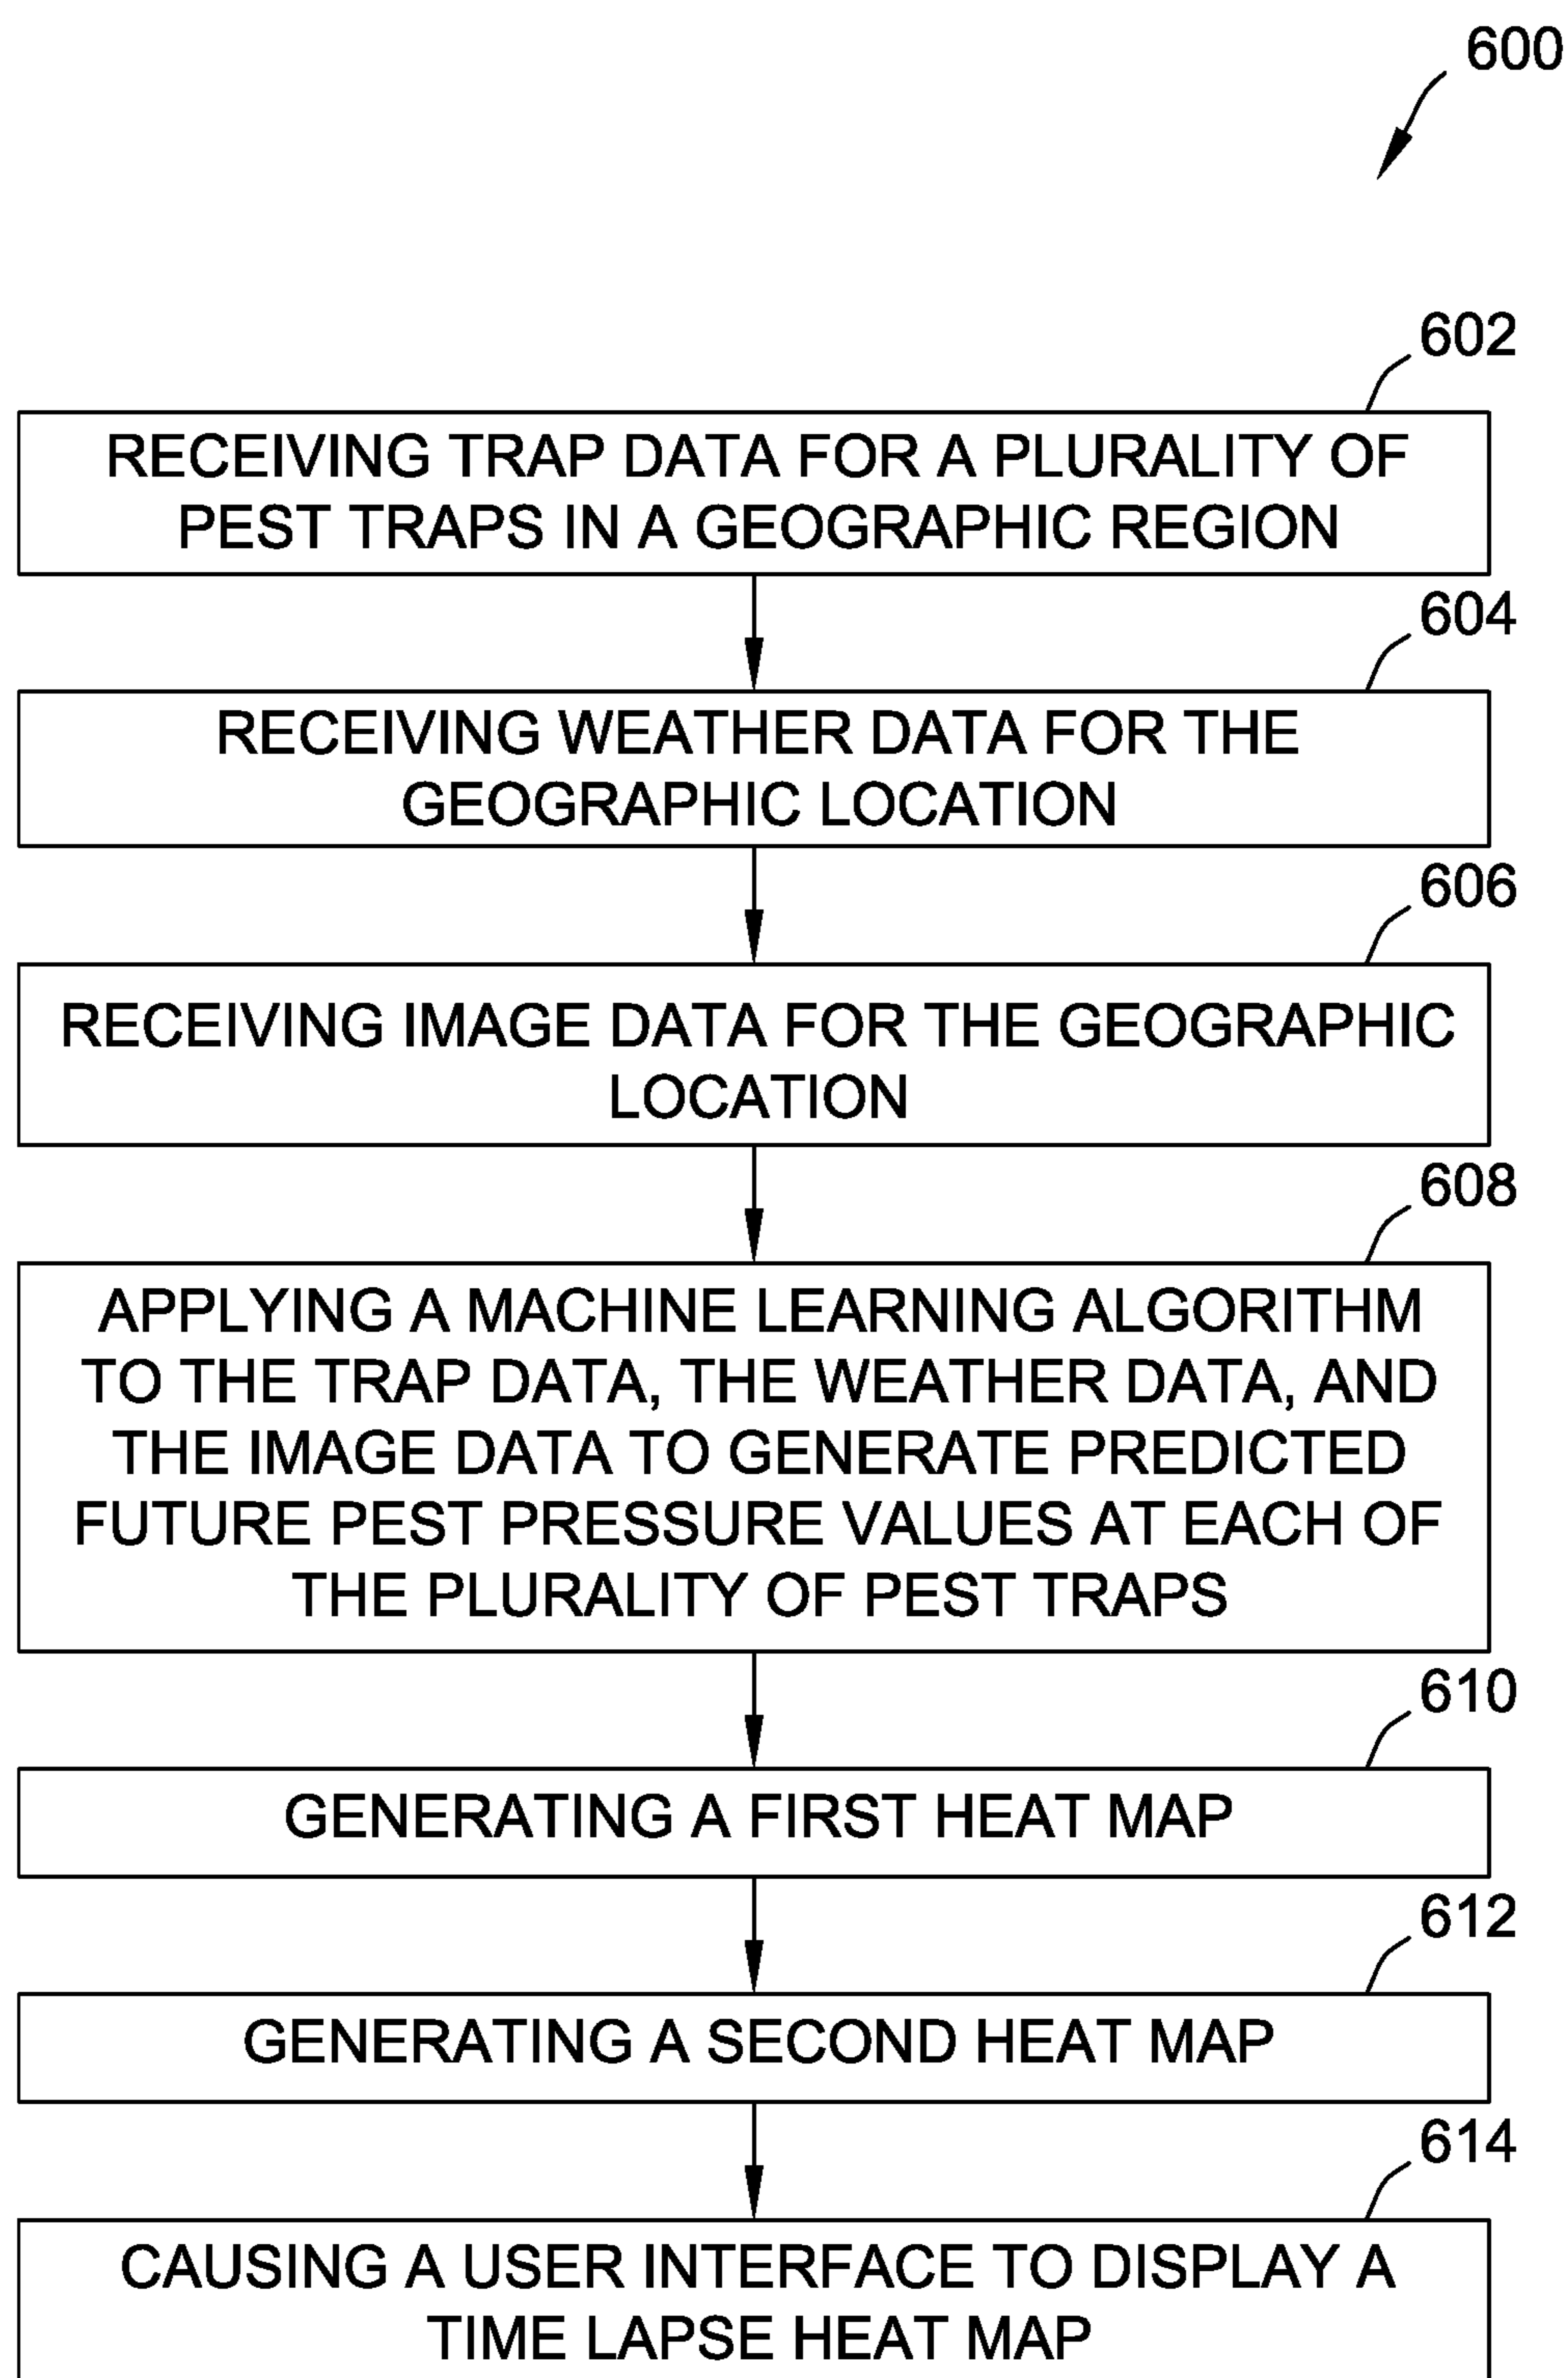 600
602
RECEIVING TRAP DATA FOR A PLURALITY OF
PEST TRAPS IN A GEOGRAPHIC REGION
604
RECEIVING WEATHER DATA FOR THE
GEOGRAPHIC LOCATION
606
RECEIVING IMAGE DATA FOR THE GEOGRAPHIC
LOCATION
608
APPLYING A MACHINE LEARNING ALGORITHM
TO THE TRAP DATA, THE WEATHER DATA, AND
THE IMAGE DATA TO GENERATE PREDICTED
FUTURE PEST PRESSURE VALUES AT EACH OF
THE PLURALITY OF PEST TRAPS
610
GENERATING A FIRST HEAT MAP
612
GENERATING A SECOND HEAT MAP
614
CAUSING A USER INTERFACE TO DISPLAY A
TIME LAPSE HEAT MAP